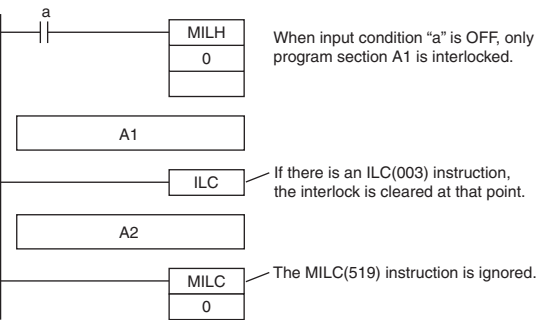 a
MILH
0
When input condition “a” is OFF, only
program section A1 is interlocked.
A1
ILC
If there is an ILC(003) instruction,
the interlock is cleared at that point.
A2
MILC
0
The MILC(519) instruction is ignored.